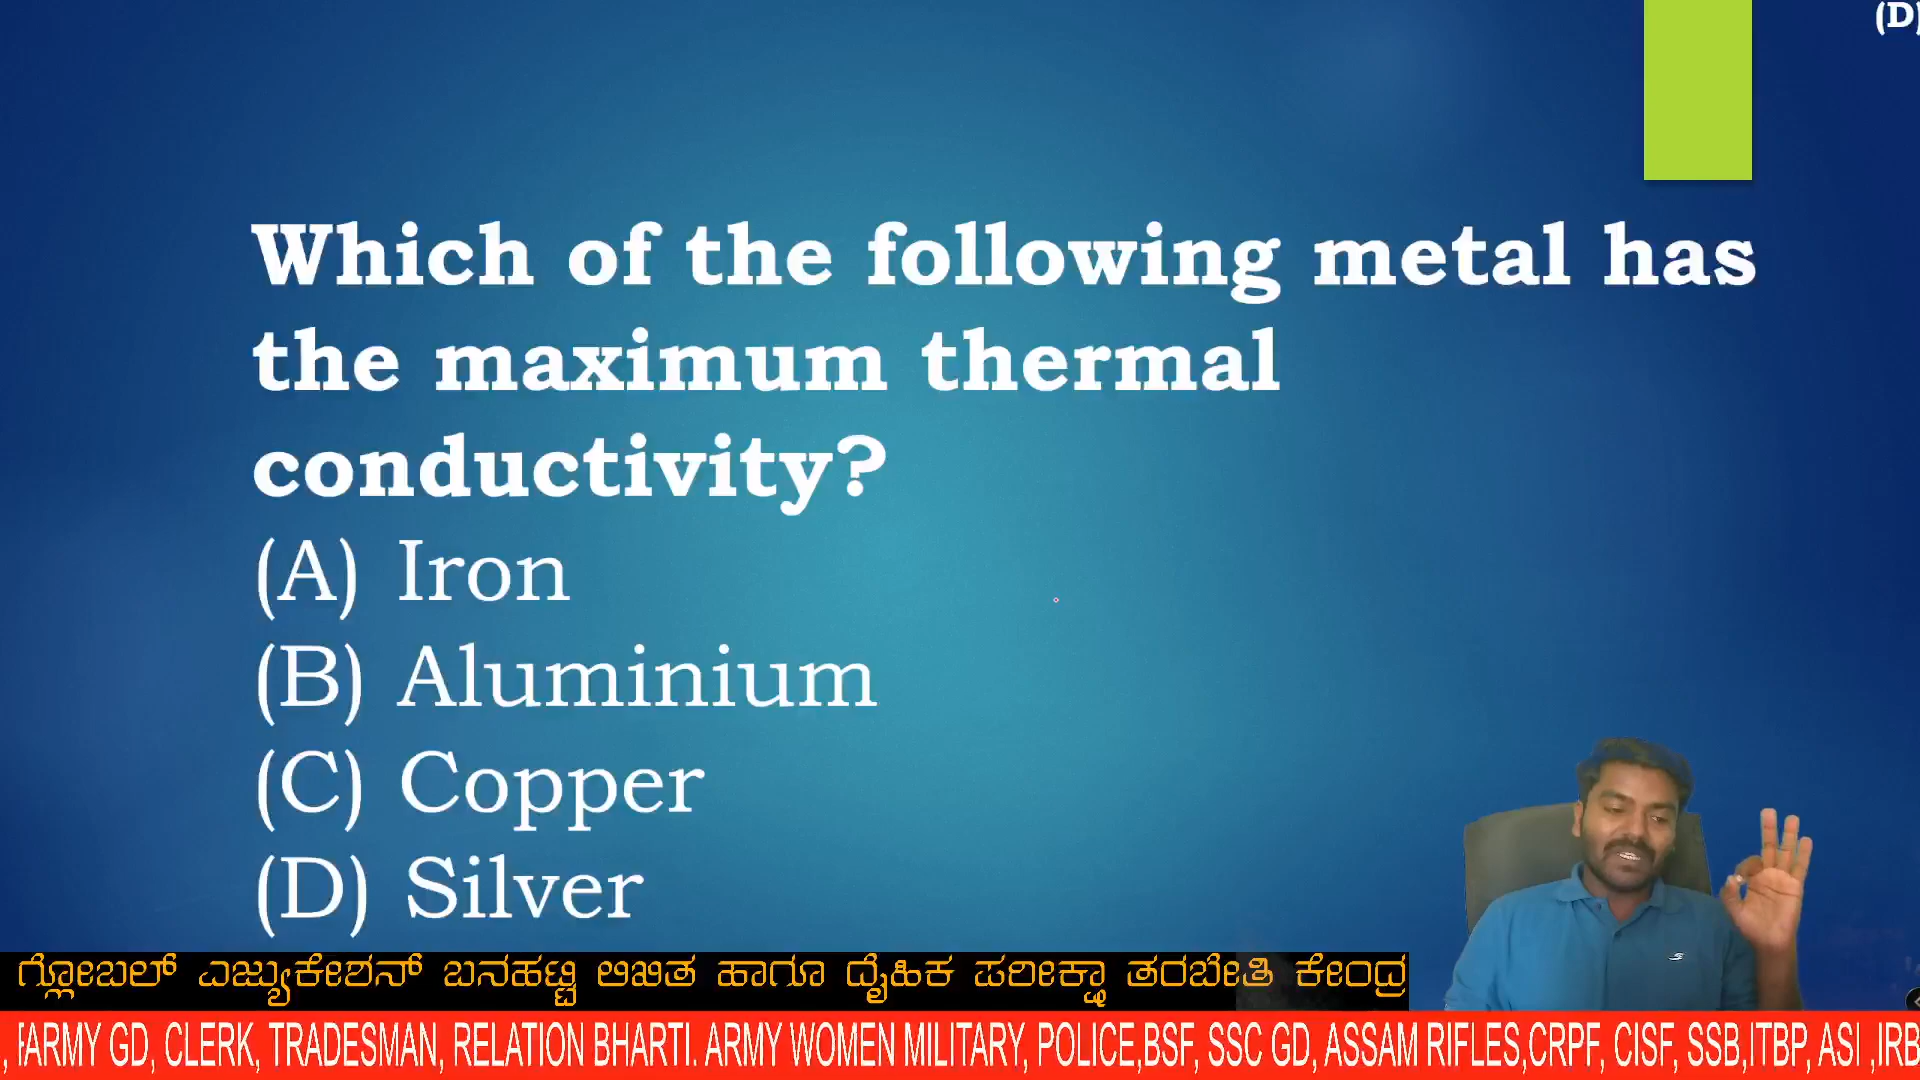 (D)
Which of the following metal has
the maximum thermal
conductivity?
(A) Iron
(B) Aluminium
(C) Copper
(D) Silver
ಗ್ಲೋಬಲ್ ಎಜ್ಯುಕೇಶನ್ ಬನಹಟ್ಟಿ ಲಿಖಿತ ಹಾಗೂ ದೈಹಿಕ ಪರೀಕ್ಷಾ ತರಬೇತಿ ಕೇಂದ್ರ
, ARMY GD, CLERK, TRADESMAN, RELATION BHARTI. ARMY WOMEN MILITARY, POLICE,BSF, SSC GD, ASSAM RIFLES,CRPF, CISF, SSB,ITBP, ASI ,IRB